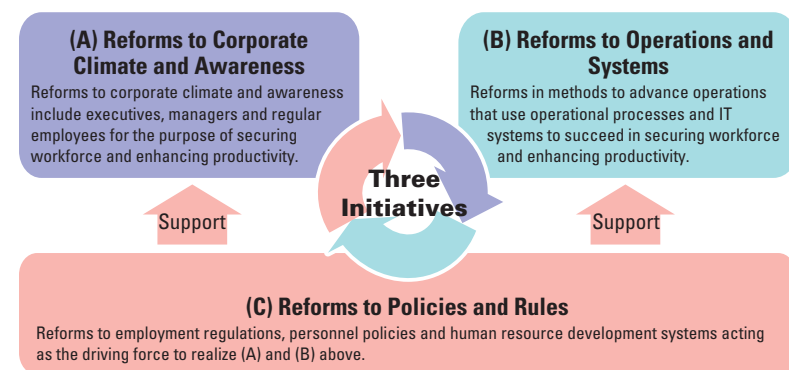 (A) Reforms to Corporate
Climate and Awareness
Reforms to corporate climate and awareness
include executives, managers and regular
employees for the purpose of securing
workforce and enhancing productivity.
(B) Reforms to Operations and
Systems
Reforms in methods to advance operations
that use operational processes and IT
systems to succeed in securing workforce
and enhancing productivity.
Three
Initiatives
Support
Support
(C) Reforms to Policies and Rules
Reforms to employment regulations, personnel policies and human resource development systems acting
as the driving force to realize (A) and (B) above.